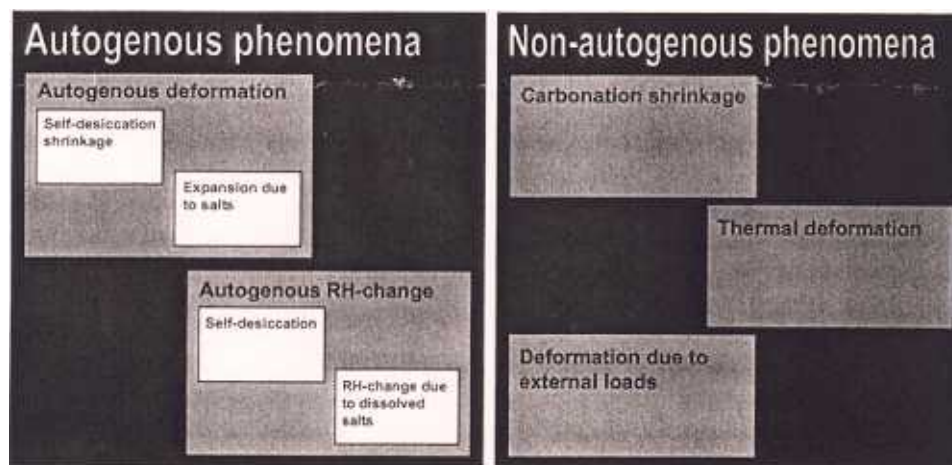 Autogenous phenomena
Autogenous deformation
Self-desiccation
shrinkage
Expansion due
to salts
Autogenous RH-change
Self-desiccation
RH-change due
to dissolved
salts
Non-autogenous phenomena
Carbonation shrinkage
Thermal deformation
Deformation due to
external loads